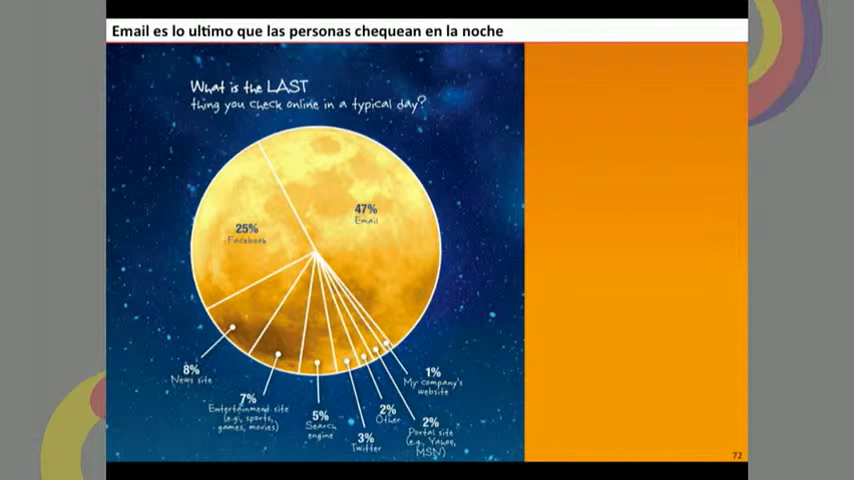 Email es lo ultimo que las personas chequean en la noche
What is the LAST
thing you check online in a typical day?
47%
Email
25%
Facebook
8%
News site
7%
Entertainment site
(e.g., sports,
games, movies)
5%
Search
engine
3%
Twitter
2%
Other
2%
Portal site
(e.g., Yahoo,
MSN)
1%
My company's
website
72